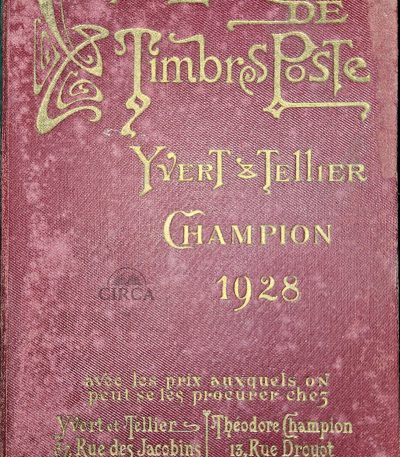 DE
Timbres Poste
YVERT & TELLIER
CHAMPION
1928
CIRCA
avec les prix auxquels on
peut se les procurer chez
Yvert et Tellier
Theodore Champion
37, Rue des Jacobins
13, Rue Drouot